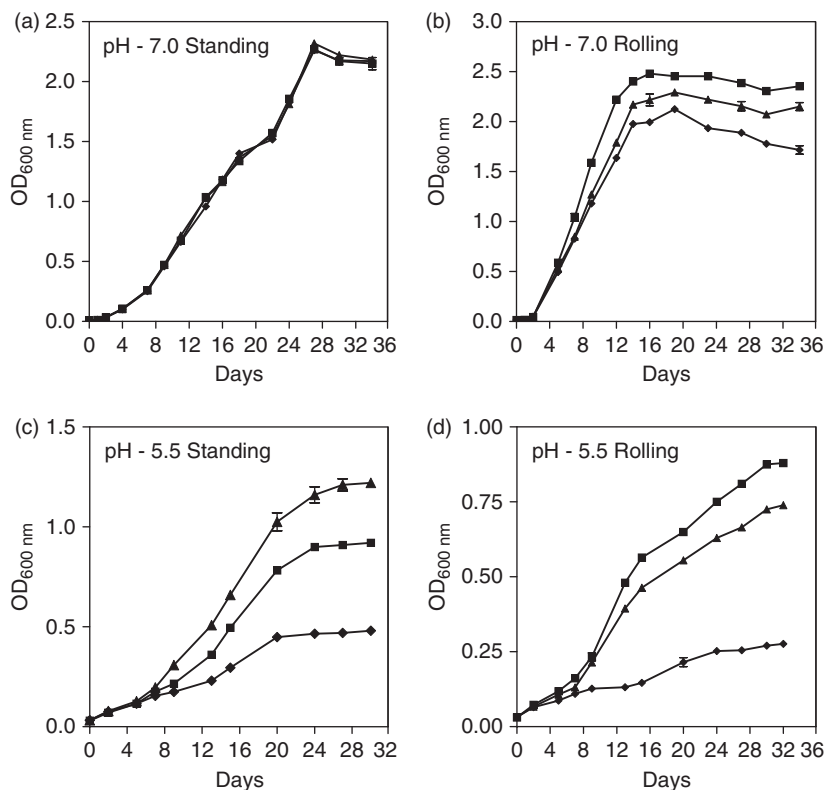 (a)
pH - 7.0 Standing
2.5
2.0
1.5
1.0
0.5
0.0
OD600 nm
0 4 8 12 16 20 24 28 32 36
Days
(b)
pH - 7.0 Rolling
3.0
2.5
2.0
1.5
1.0
0.5
0.0
OD600 nm
0 4 8 12 16 20 24 28 32 36
Days
(c)
pH - 5.5 Standing
1.5
1.0
0.5
0.0
OD600 nm
0 4 8 12 16 20 24 28 32
Days
(d)
pH - 5.5 Rolling
1.00
0.75
0.50
0.25
0.00
OD600 nm
0 4 8 12 16 20 24 28 32 36
Days